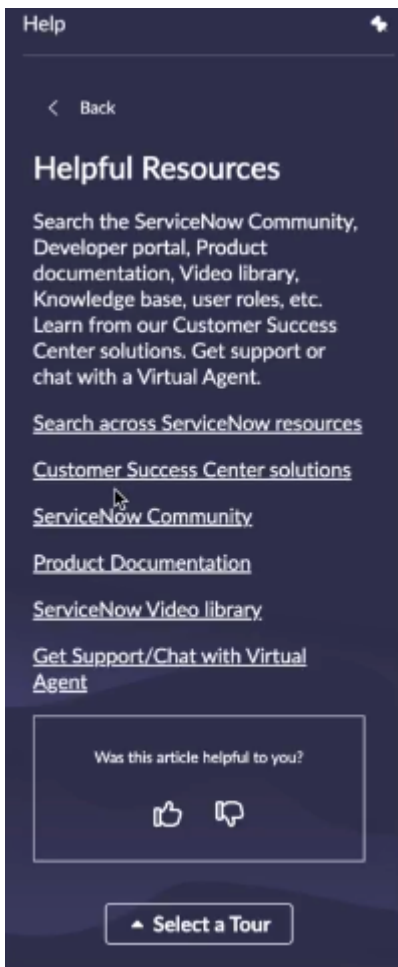 Help
Back
Helpful Resources
Search the ServiceNow Community,
Developer portal, Product
documentation, Video library,
Knowledge base, user roles, etc.
Learn from our Customer Success
Center solutions. Get support or
chat with a Virtual Agent.
Search across ServiceNow resources
Customer Success Center solutions
ServiceNow Community
Product Documentation
ServiceNow Video library
Get Support/Chat with Virtual
Agent
Was this article helpful to you?
Select a Tour